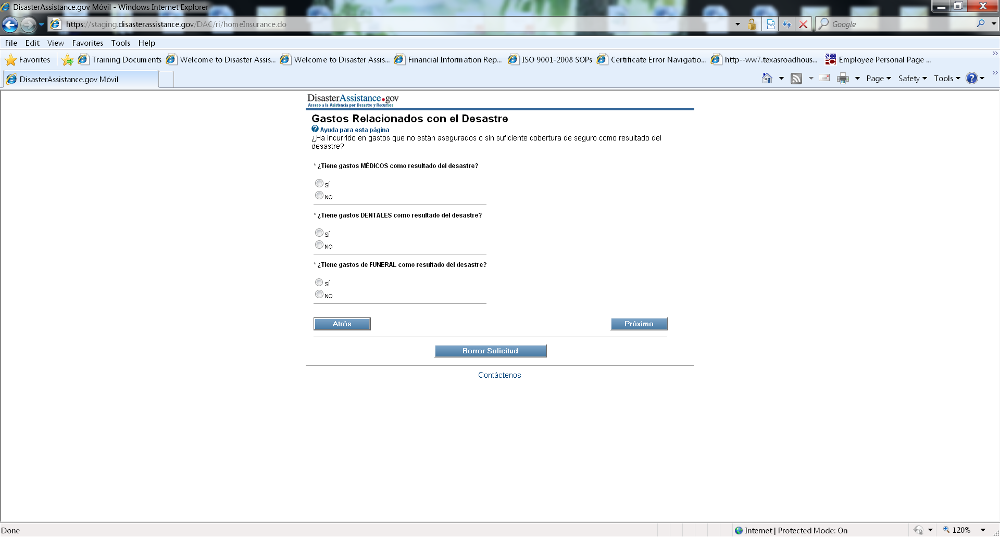 DisasterAssistance.gov Móvil - Windows Internet Explorer
https://staging.disasterassistance.gov/DAC/ri/homeInsurance.do
Google
File Edit View Favorites Tools Help
Favorites Training Documents Welcome to Disaster Assis... Welcome to Disaster Assis... Financial Information Rep... ISO 9001-2008 SOPs Certificate Error Navigatio... http--ww7.texasroadhous... Employee Personal Page ...
DisasterAssistance.gov Móvil
Page Safety Tools
DisasterAssistance.gov
Acceso a la Asistencia por Desastre y Recursos
Gastos Relacionados con el Desastre
Ayuda para esta página
¿Ha incurrido en gastos que no están asegurados o sin suficiente cobertura de seguro como resultado del
desastre?
* ¿Tiene gastos MÉDICOS como resultado del desastre?
SÍ
NO
* ¿Tiene gastos DENTALES como resultado del desastre?
SÍ
NO
* ¿Tiene gastos de FUNERAL como resultado del desastre?
SÍ
NO
Atrás Próximo
Borrar Solicitud
Contáctenos
Done
Internet | Protected Mode: On
120%